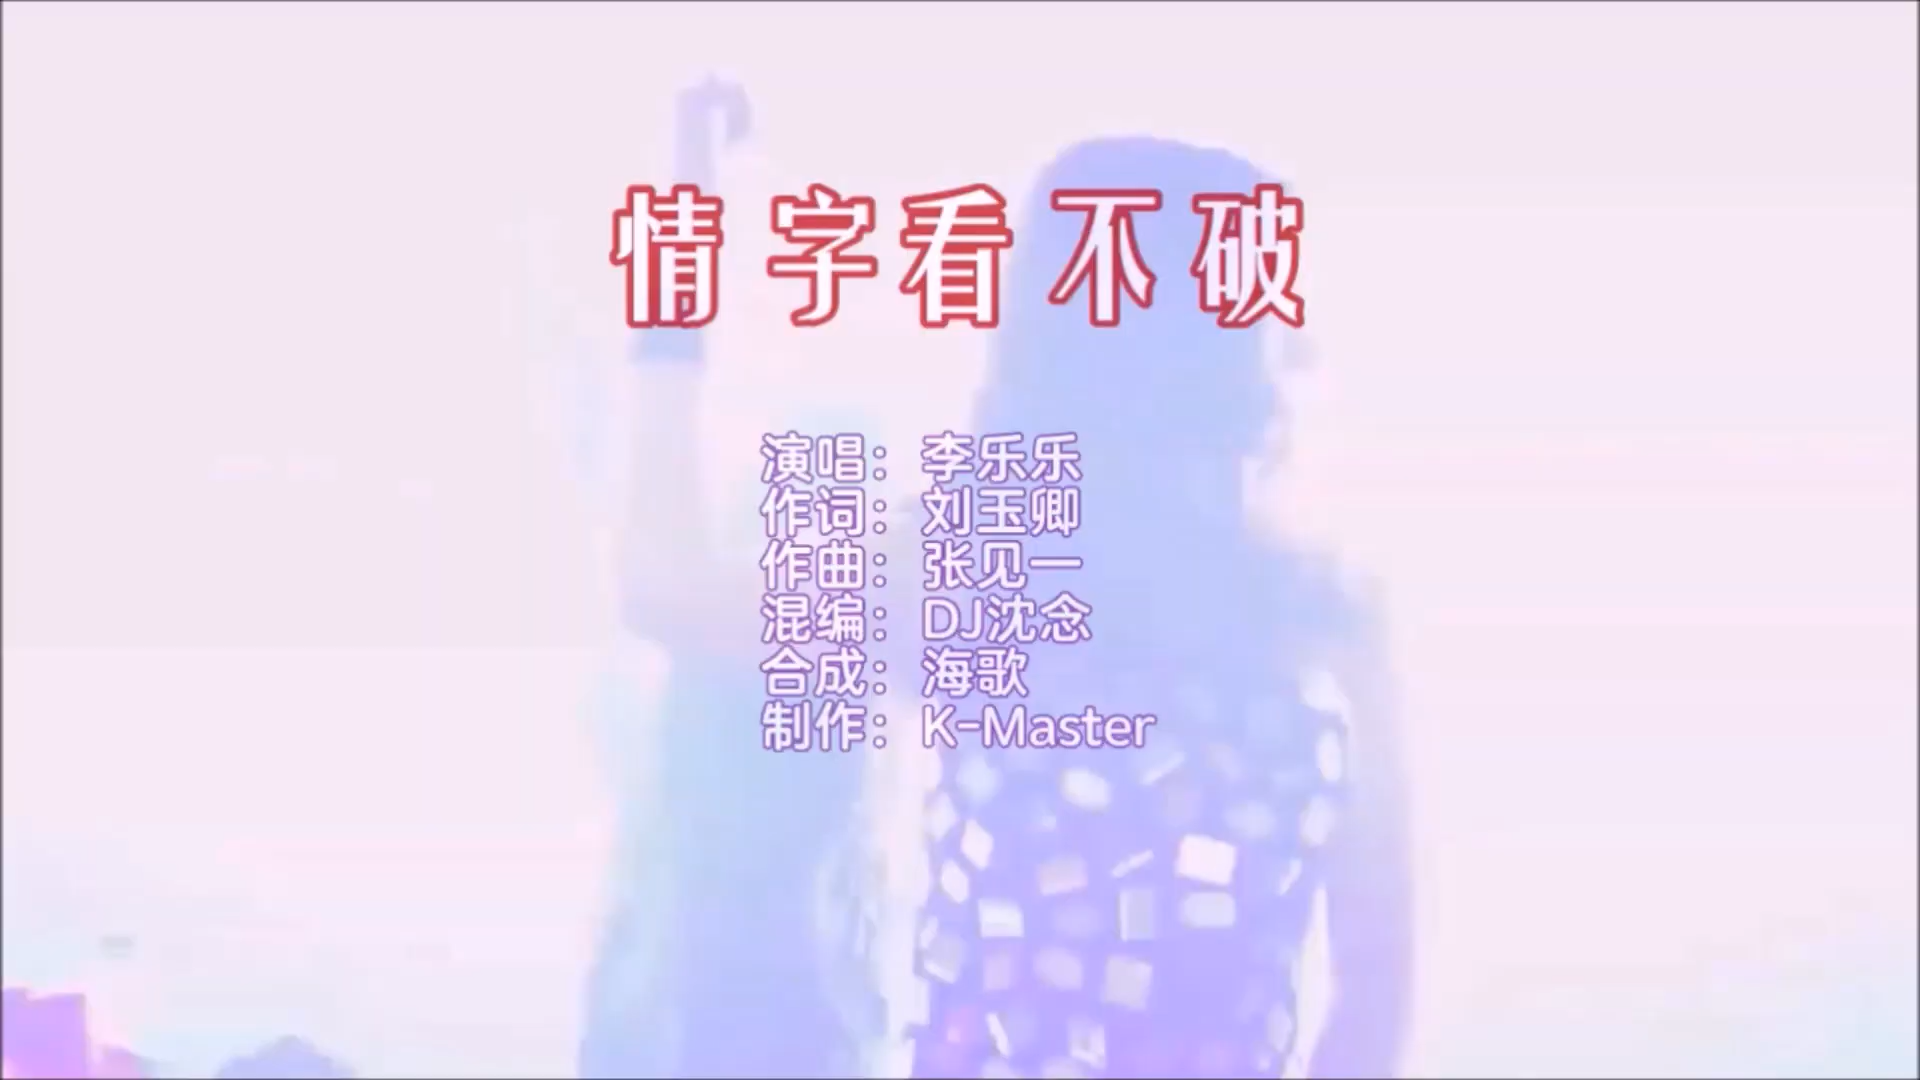 情字看不破
演唱：李乐乐
作词：刘玉卿
作曲：张见一
混编：DJ沈念
合成：海歌
制作：K-Master